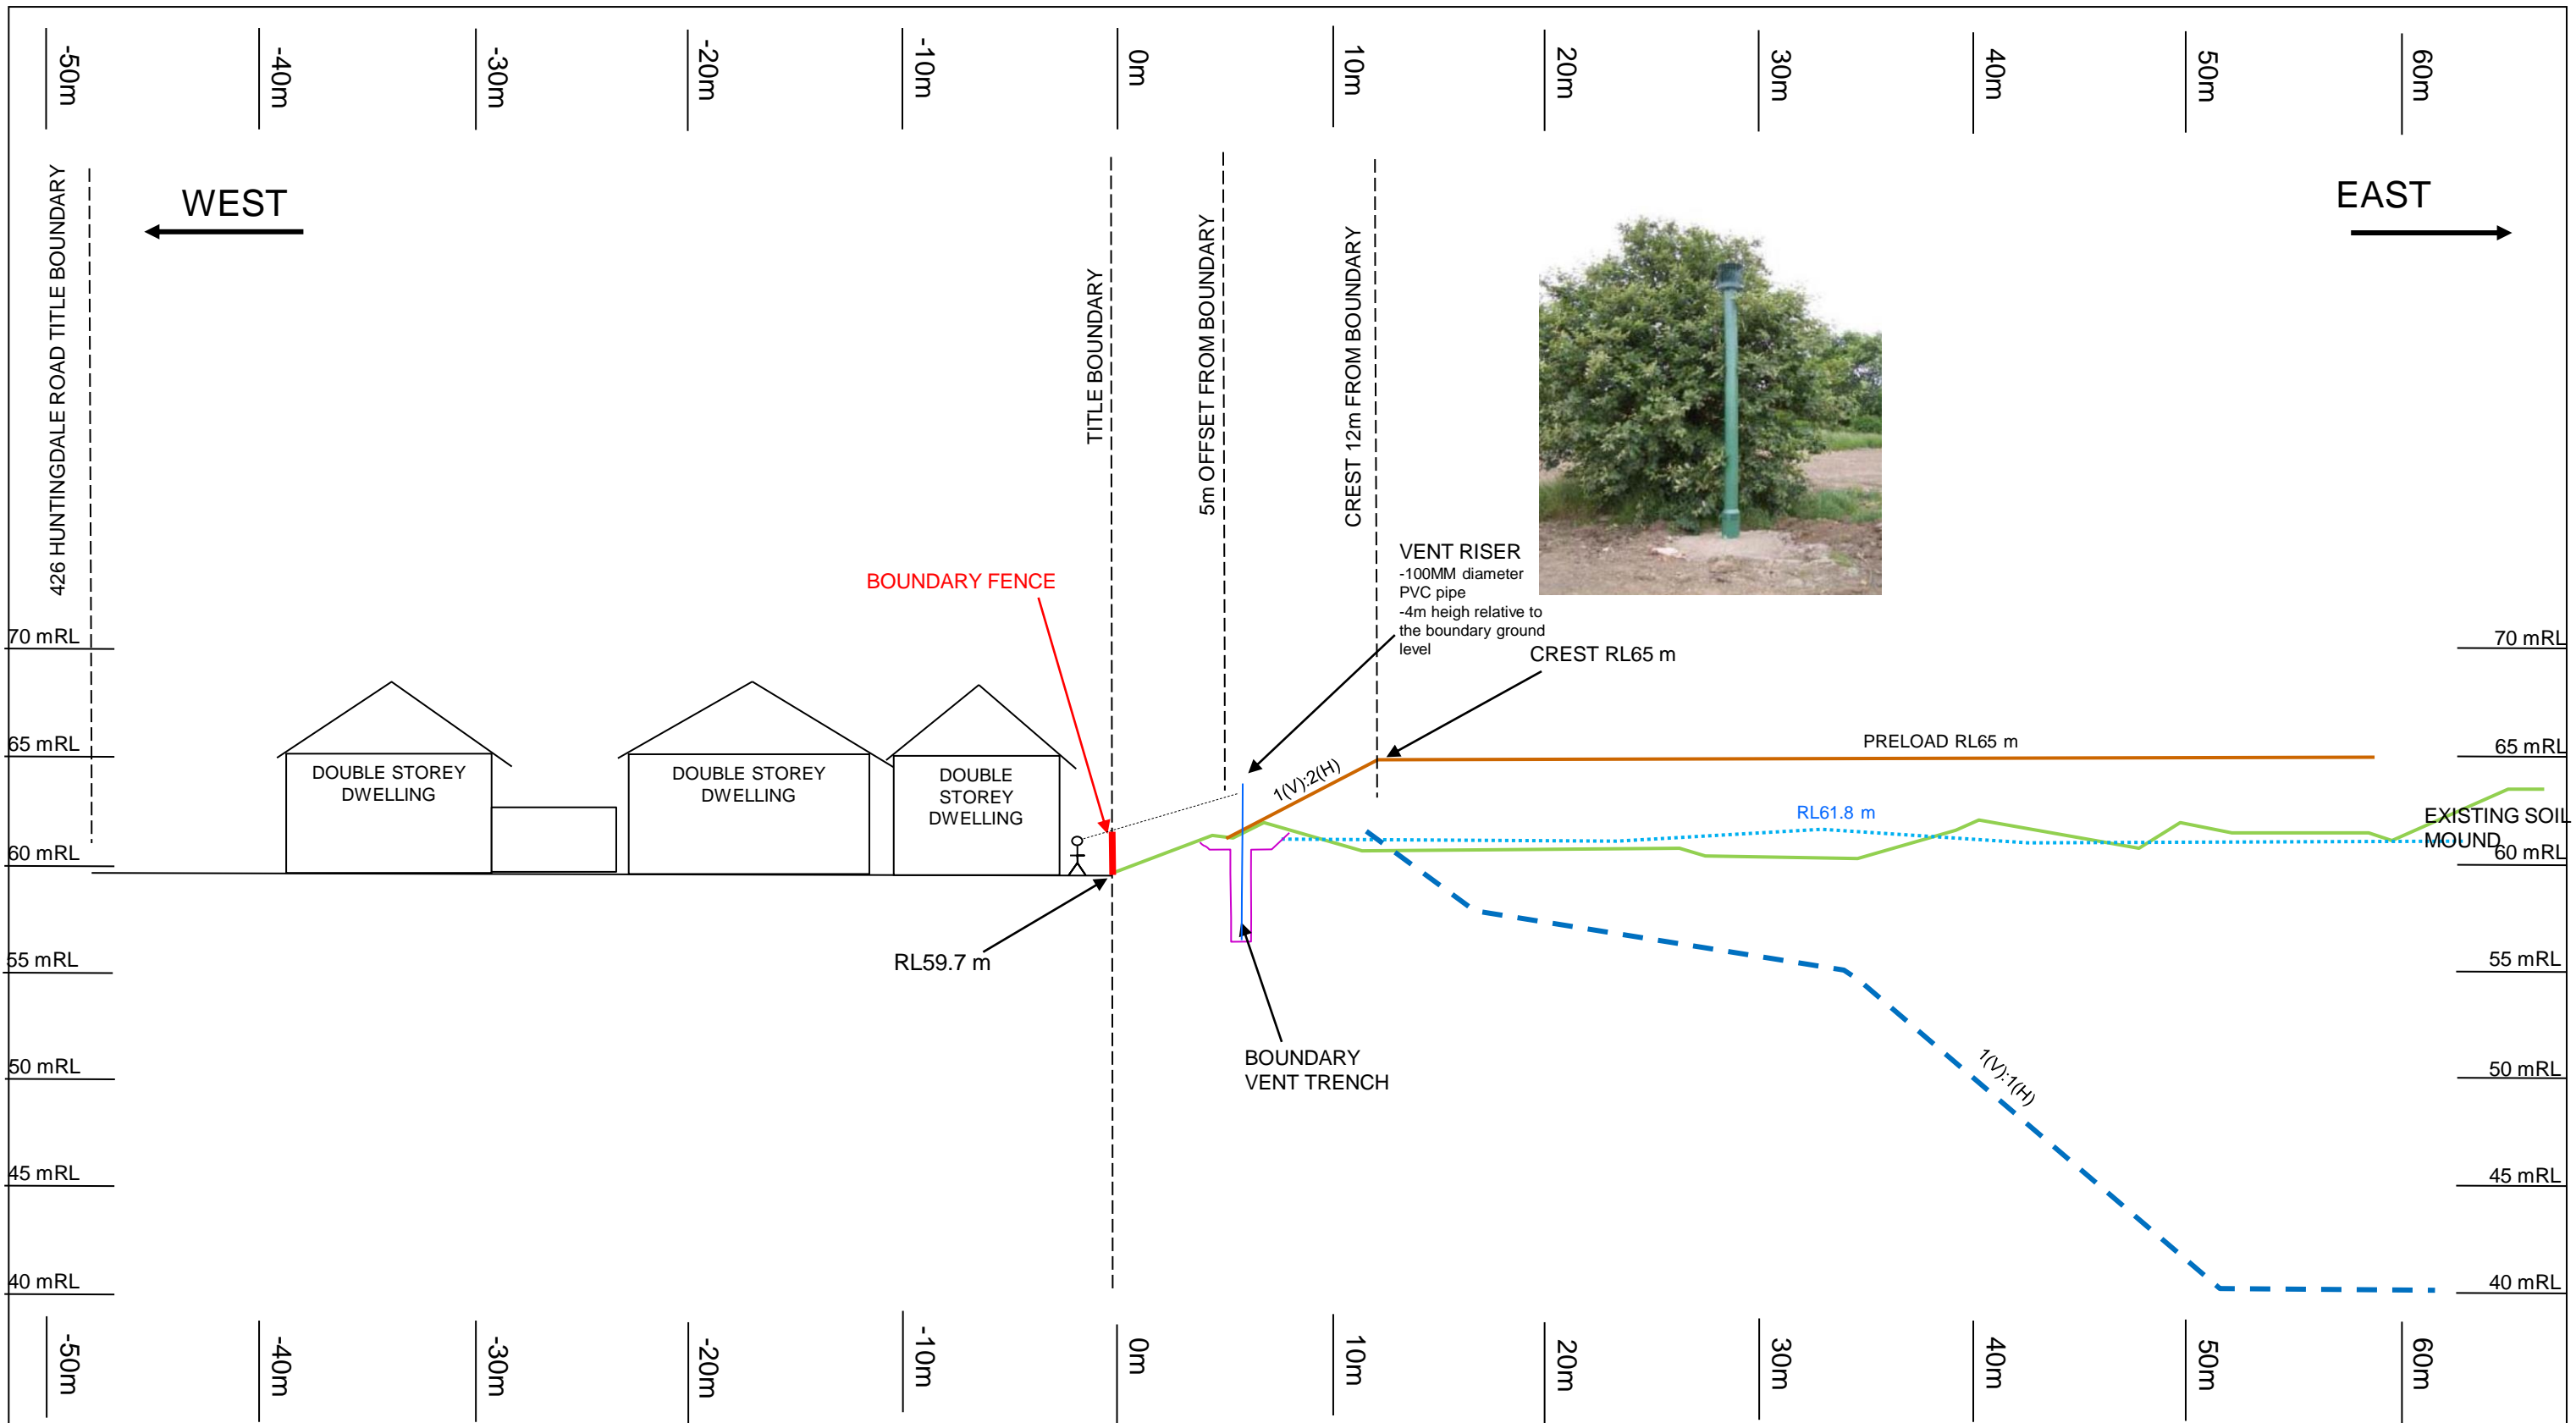 -50m
-40m
-30m
-20m
-10m
0m
10m
20m
30m
40m
50m
60m
426 HUNTINGDALE ROAD TITLE BOUNDARY
WEST
TITLE BOUNDARY
5m OFFSET FROM BOUNDARY
CREST 12m FROM BOUNDARY
EAST
BOUNDARY FENCE
VENT RISER
-100MM diameter
PVC pipe
-4m heigh relative to
the boundary ground
level
CREST RL65 m
70 mRL
70 mRL
65 mRL
65 mRL
DOUBLE STOREY
DWELLING
DOUBLE STOREY
DWELLING
DOUBLE
STOREY
DWELLING
1(V):2(H)
PRELOAD RL65 m
RL61.8 m
EXISTING SOIL
MOUND
60 mRL
60 mRL
RL59.7 m
55 mRL
55 mRL
BOUNDARY
VENT TRENCH
1(V):1(H)
50 mRL
50 mRL
45 mRL
45 mRL
40 mRL
40 mRL
-50m
-40m
-30m
-20m
-10m
0m
10m
20m
30m
40m
50m
60m